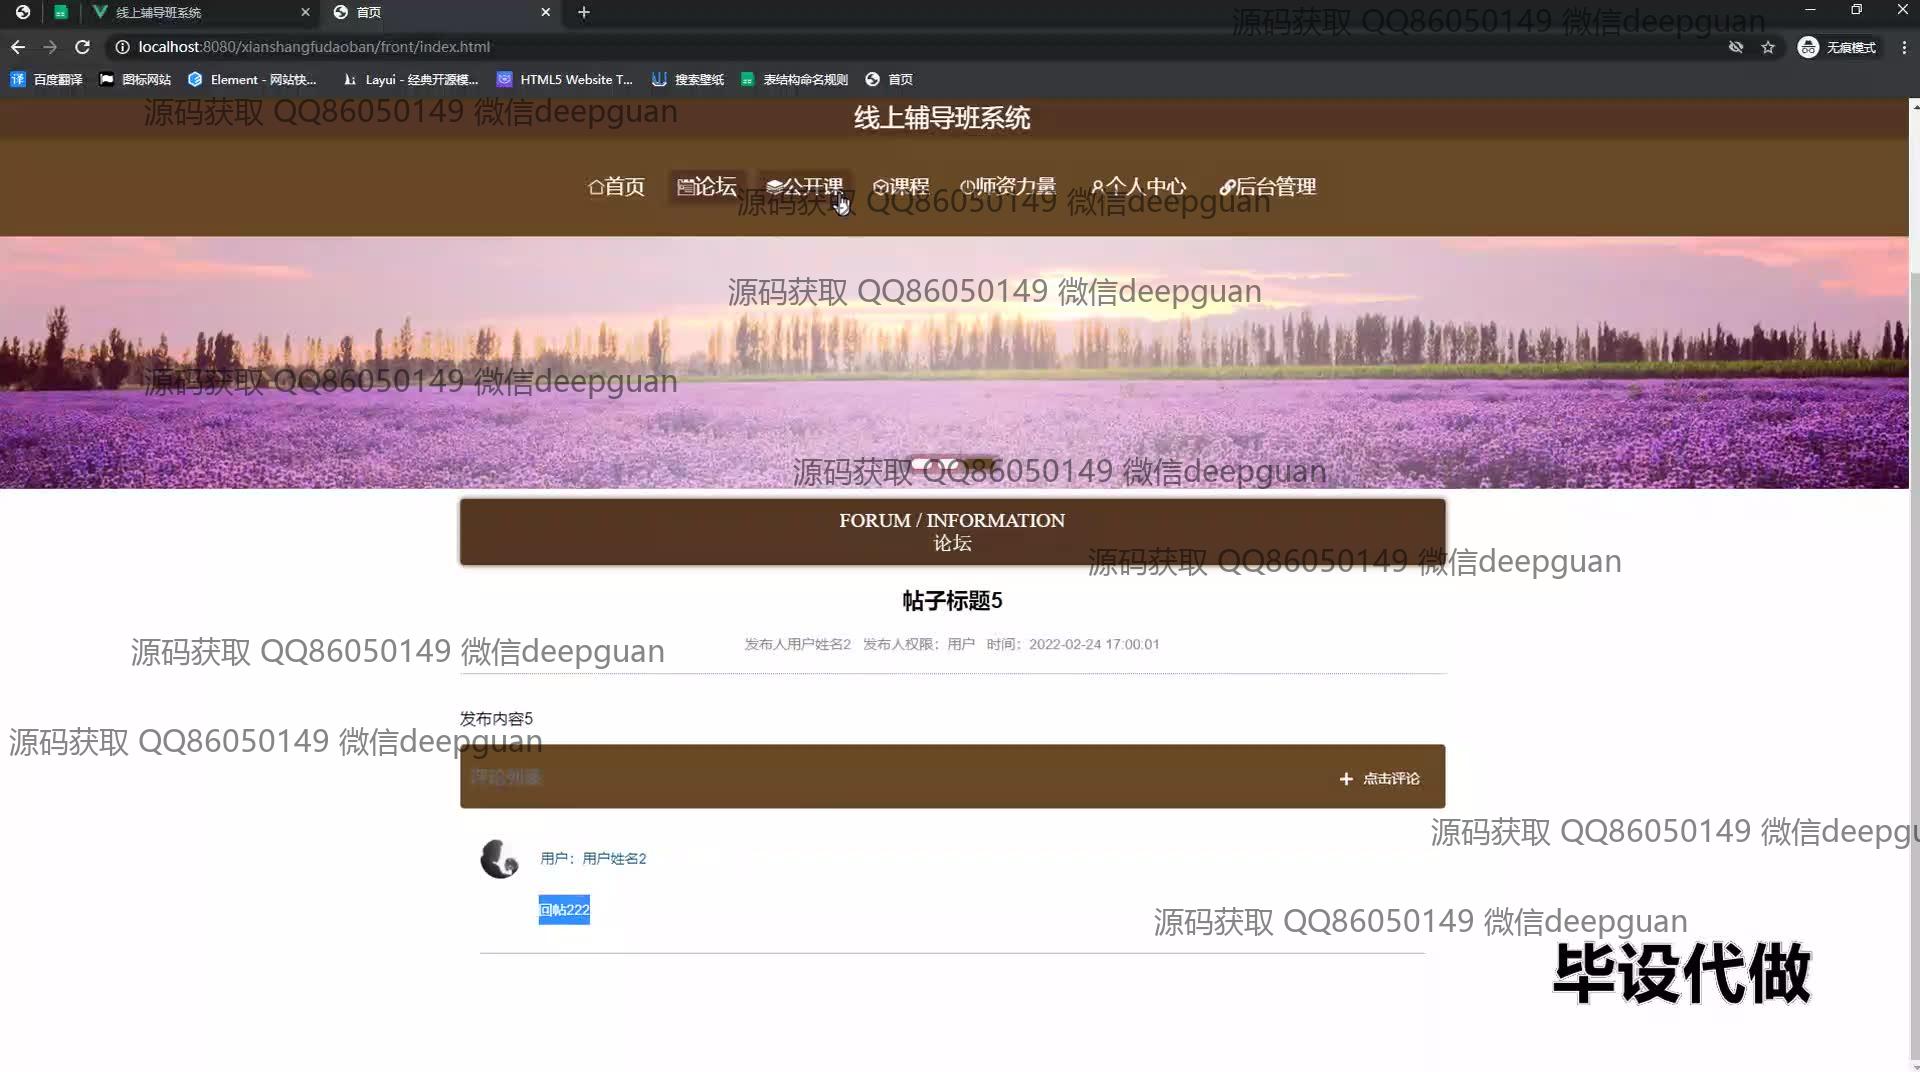 线上辅导班系统
首页
localhost:8080/xianshangfudaoban/front/index.html
无痕模式
百度翻译
图标网站
Element - 网站快...
Layui - 经典开源模...
HTML5 Website T...
搜索壁纸
表结构命名规则
首页
源码获取 QQ86050149 微信deepguan
源码获取 QQ86050149 微信deepguan
线上辅导班系统
首页
论坛
公开课
课程
师资力量
个人中心
后台管理
源码获取 QQ86050149 微信deepguan
源码获取 QQ86050149 微信deepguan
源码获取 QQ86050149 微信deepguan
源码获取 QQ86050149 微信deepguan
FORUM / INFORMATION
论坛
源码获取 QQ86050149 微信deepguan
帖子标题5
发布人用户姓名2 发布人权限：用户 时间：2022-02-24 17:00:01
源码获取 QQ86050149 微信deepguan
发布内容5
源码获取 QQ86050149 微信deepguan
评论列表
点击评论
源码获取 QQ86050149 微信deepgu
用户：用户姓名2
回帖222
源码获取 QQ86050149 微信deepguan
毕设代做